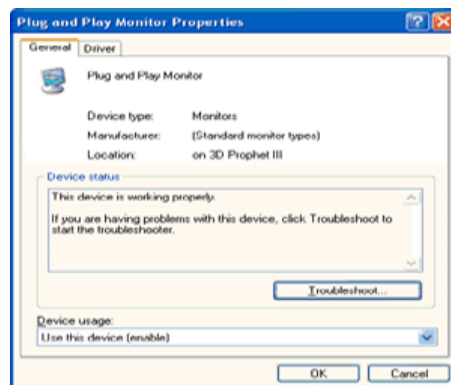 Plug and Play Monitor Properties
General Driver
Plug and Play Monitor
Device type: Monitors
Manufacturer: (Standard monitor types)
Location: on 3D Prophet III
Device status
This device is working properly.
If you are having problems with this device, click Troubleshoot to
start the troubleshooter.
Troubleshoot...
Device usage:
Use this device (enable)
OK Cancel